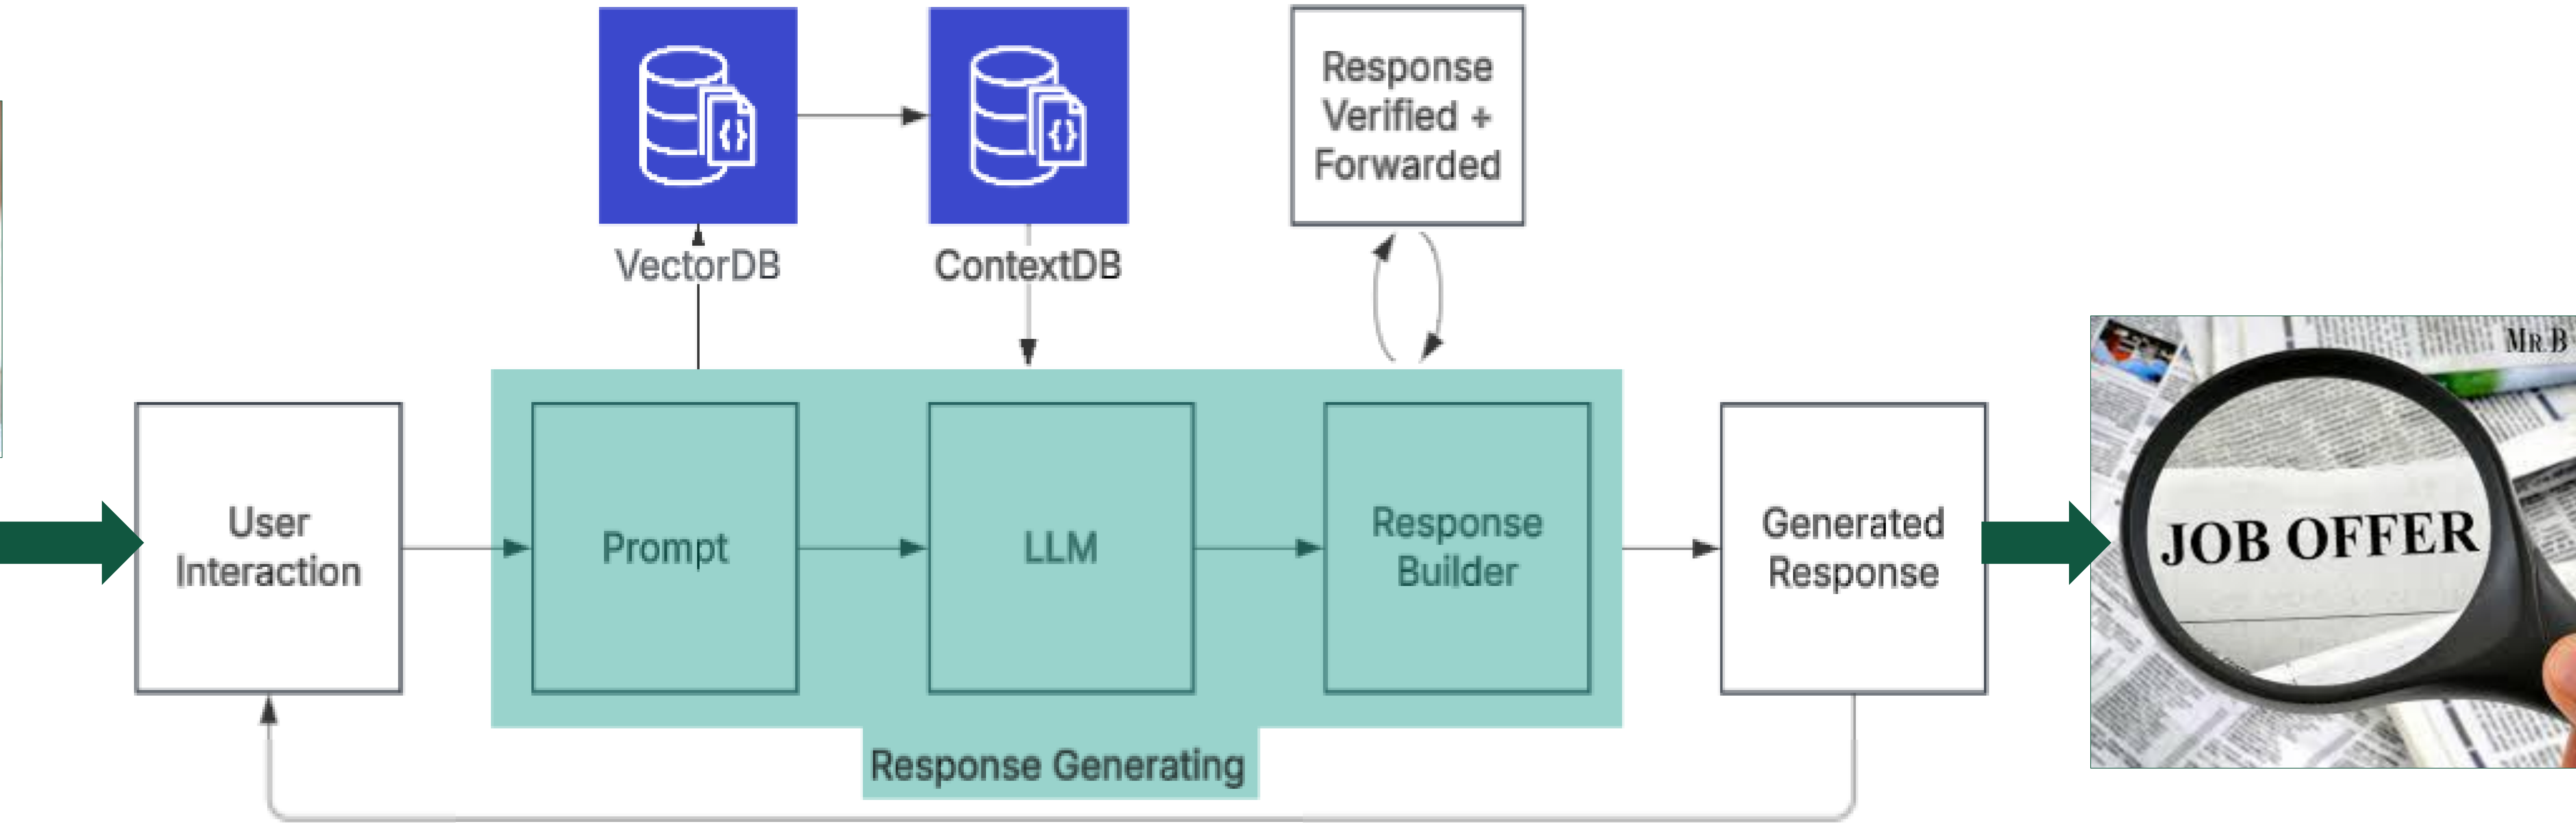 Response
Verified +
Forwarded
VectorDB
ContextDB
User
Interaction
Prompt
LLM
Response
Builder
Generated
Response
Response Generating
MR.B
JOB OFFER